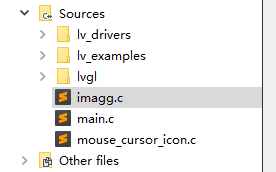 Sources
lv_drivers
lv_examples
lvgl
imagg.c
main.c
mouse_cursor_icon.c
Other files